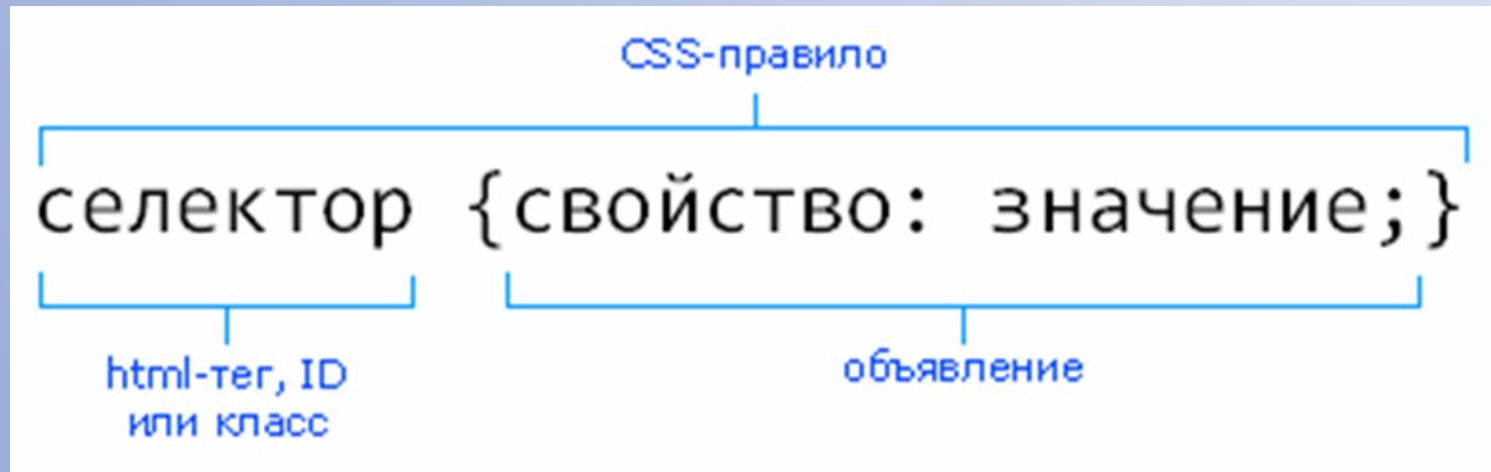 CSS-правило
селектор {свойство: значение;}
html-тег, ID
или класс
объявление